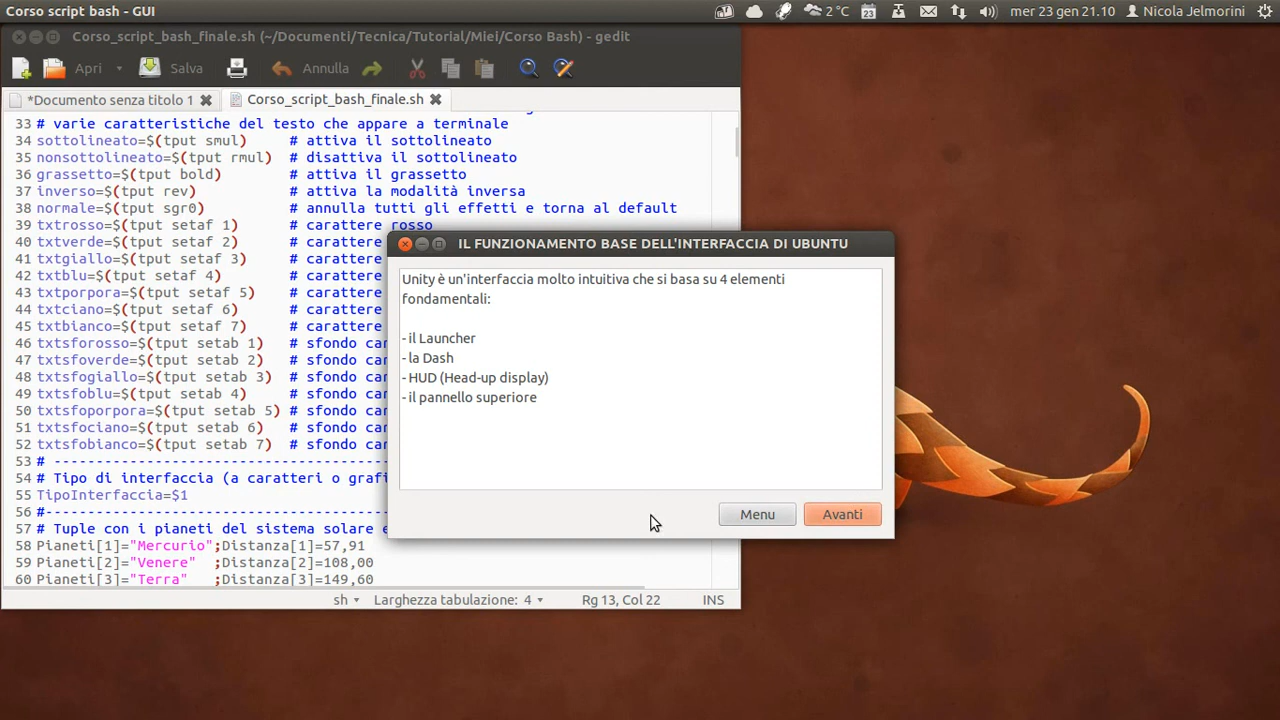 Corso script bash - GUI
2 °C
23
mer 23 gen 21.10
Nicola Jelmorini
Corso_script_bash_finale.sh (~/Documenti/Tecnica/Tutorial/Miei/Corso Bash) - gedit
Apri Salva Annulla
*Documento senza titolo 1
Corso_script_bash_finale.sh
33 # varie caratteristiche del testo che appare a terminale
34 sottolineato=$(tput smul) # attiva il sottolineato
35 nonsottolineato=$(tput rmul) # disattiva il sottolineato
36 grassetto=$(tput bold) # attiva il grassetto
37 inverso=$(tput rev) # attiva la modalità inversa
38 normale=$(tput sgr0) # annulla tutti gli effetti e torna al default
39 txtrosso=$(tput setaf 1) # carattere rosso
40 txtverde=$(tput setaf 2) # carattere
41 txtgiallo=$(tput setaf 3) # carattere
42 txtblu=$(tput setaf 4) # carattere
43 txtporpora=$(tput setaf 5) # carattere
44 txtciano=$(tput setaf 6) # carattere
45 txtbianco=$(tput setaf 7) # carattere
46 txtsforosso=$(tput setab 1) # sfondo car
47 txtsfoverde=$(tput setab 2) # sfondo car
48 txtsfogiallo=$(tput setab 3) # sfondo car
49 txtsfoblu=$(tput setab 4) # sfondo car
50 txtsfoporpora=$(tput setab 5) # sfondo car
51 txtsfociano=$(tput setab 6) # sfondo car
52 txtsfobianco=$(tput setab 7) # sfondo car
53 # ----------------------------------------
54 # Tipo di interfaccia (a caratteri o grafi
55 TipoInterfaccia=$1
56 #-----------------------------------------
57 # Tuple con i pianeti del sistema solare e
58 Pianeti[1]="Mercurio";Distanza[1]=57,91
59 Pianeti[2]="Venere" ;Distanza[2]=108,00
60 Pianeti[3]="Terra" ;Distanza[3]=149,60
sh Larghezza tabulazione: 4 Rg 13, Col 22 INS
IL FUNZIONAMENTO BASE DELL'INTERFACCIA DI UBUNTU
Unity è un'interfaccia molto intuitiva che si basa su 4 elementi
fondamentali:
- il Launcher
- la Dash
- HUD (Head-up display)
- il pannello superiore
Menu Avanti